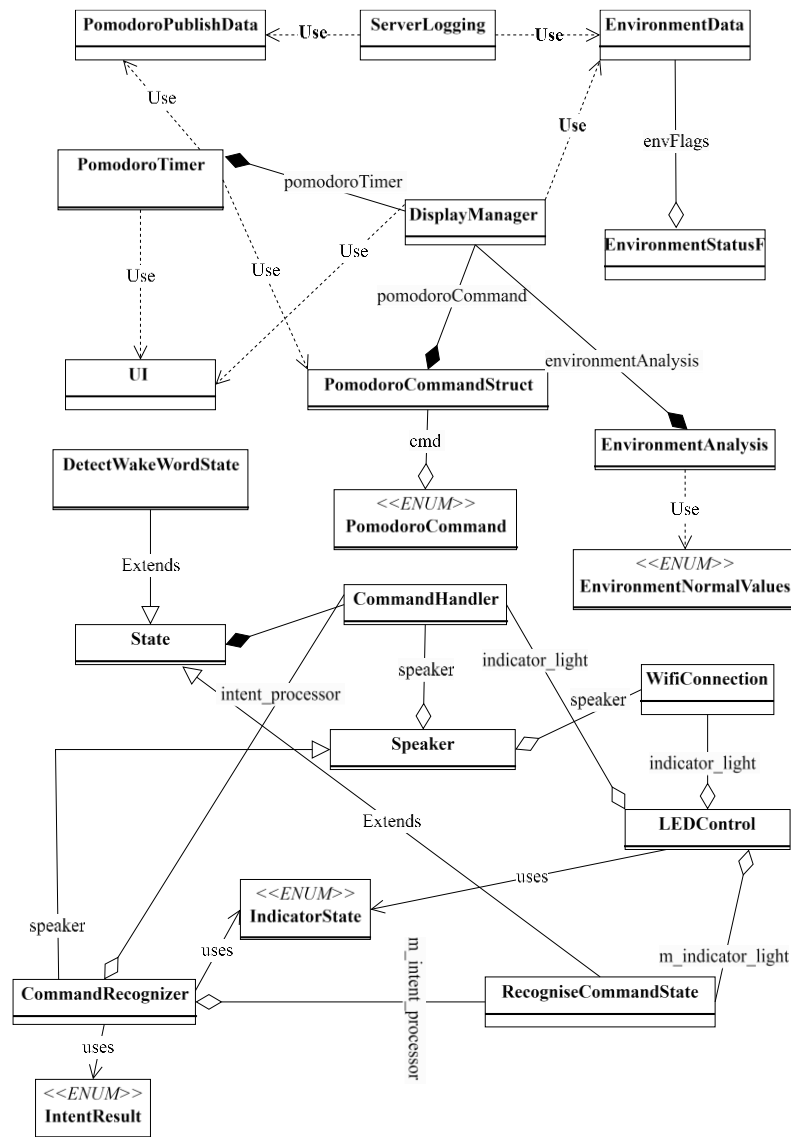 PomodoroPublishData
Use
ServerLogging
Use
EnvironmentData
Use
Use
envFlags
PomodoroTimer
pomodoroTimer
DisplayManager
EnvironmentStatusF
Use
Use
Use
pomodoroCommand
environmentAnalysis
UI
PomodoroCommandStruct
cmd
EnvironmentAnalysis
DetectWakeWordState
<<ENUM>>
PomodoroCommand
Use
<<ENUM>>
EnvironmentNormalValues
Extends
CommandHandler
State
speaker
indicator_light
WifiConnection
intent_processor
speaker
Speaker
indicator_light
Extends
LEDControl
uses
<<ENUM>>
IndicatorState
speaker
uses
m_intent_processor
m_indicator_light
CommandRecognizer
RecogniseCommandState
uses
<<ENUM>>
IntentResult